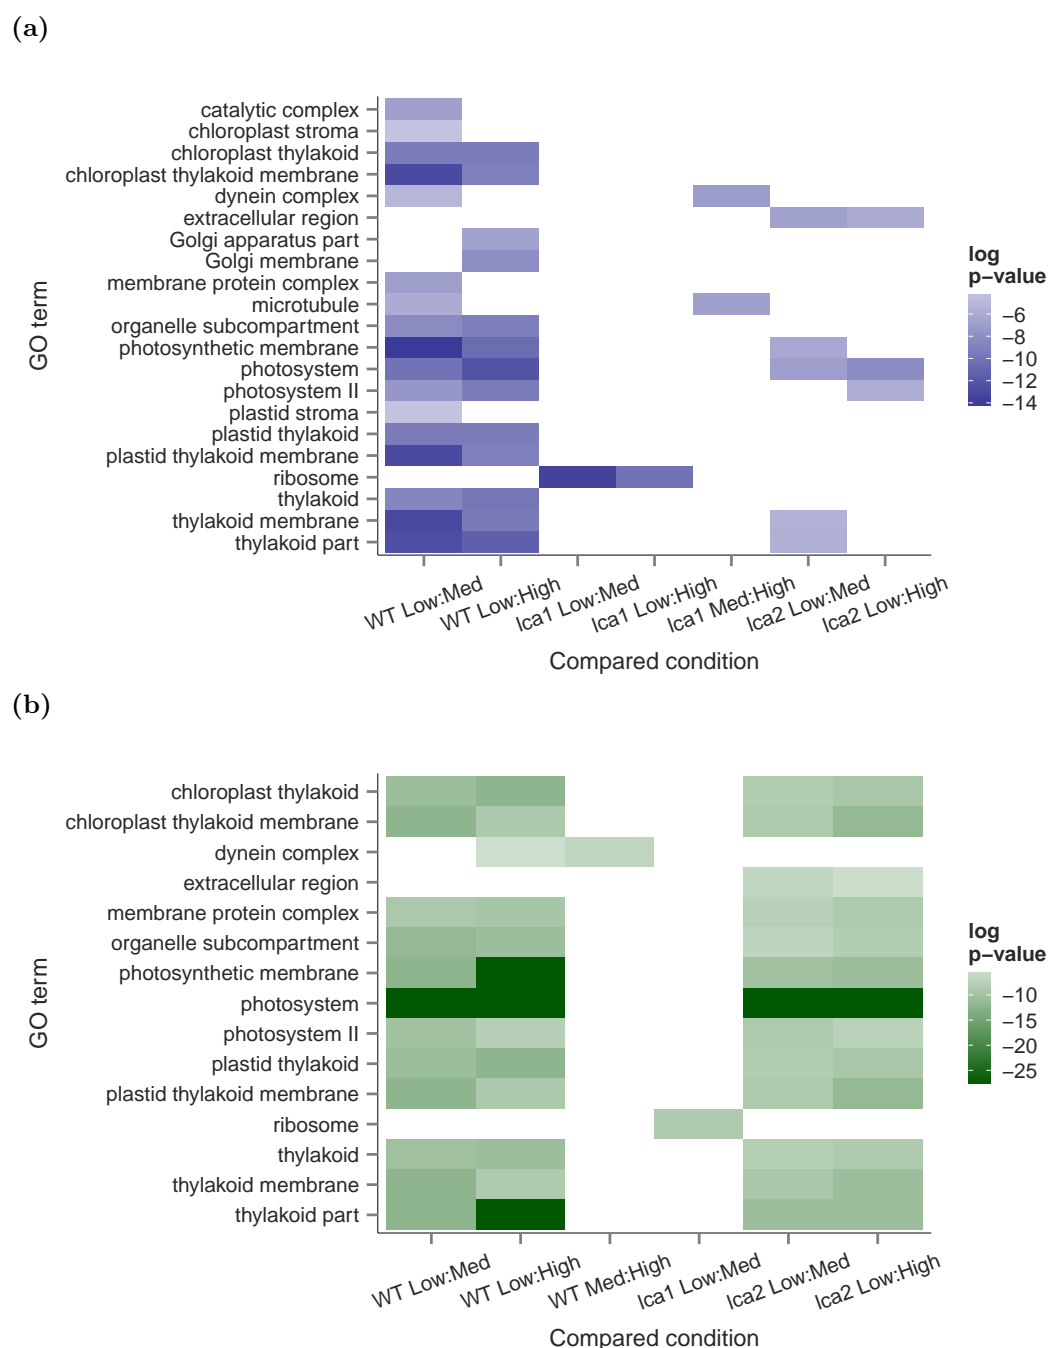 (a)
catalytic complex
chloroplast stroma
chloroplast thylakoid
chloroplast thylakoid membrane
dynein complex
extracellular region
Golgi apparatus part
Golgi membrane
membrane protein complex
microtubule
organelle subcompartment
photosynthetic membrane
photosystem
photosystem II
plastid stroma
plastid thylakoid
plastid thylakoid membrane
ribosome
thylakoid
thylakoid membrane
thylakoid part
GO term
WT Low:Med
WT Low:High
lca1 Low:Med
lca1 Low:High
lca1 Med:High
lca2 Low:Med
lca2 Low:High
Compared condition
log
p−value
−6
−8
−10
−12
−14
(b)
chloroplast thylakoid
chloroplast thylakoid membrane
dynein complex
extracellular region
membrane protein complex
organelle subcompartment
photosynthetic membrane
photosystem
photosystem II
plastid thylakoid
plastid thylakoid membrane
ribosome
thylakoid
thylakoid membrane
thylakoid part
GO term
WT Low:Med
WT Low:High
WT Med:High
lca1 Low:Med
lca2 Low:Med
lca2 Low:High
Compared condition
log
p−value
−10
−15
−20
−25